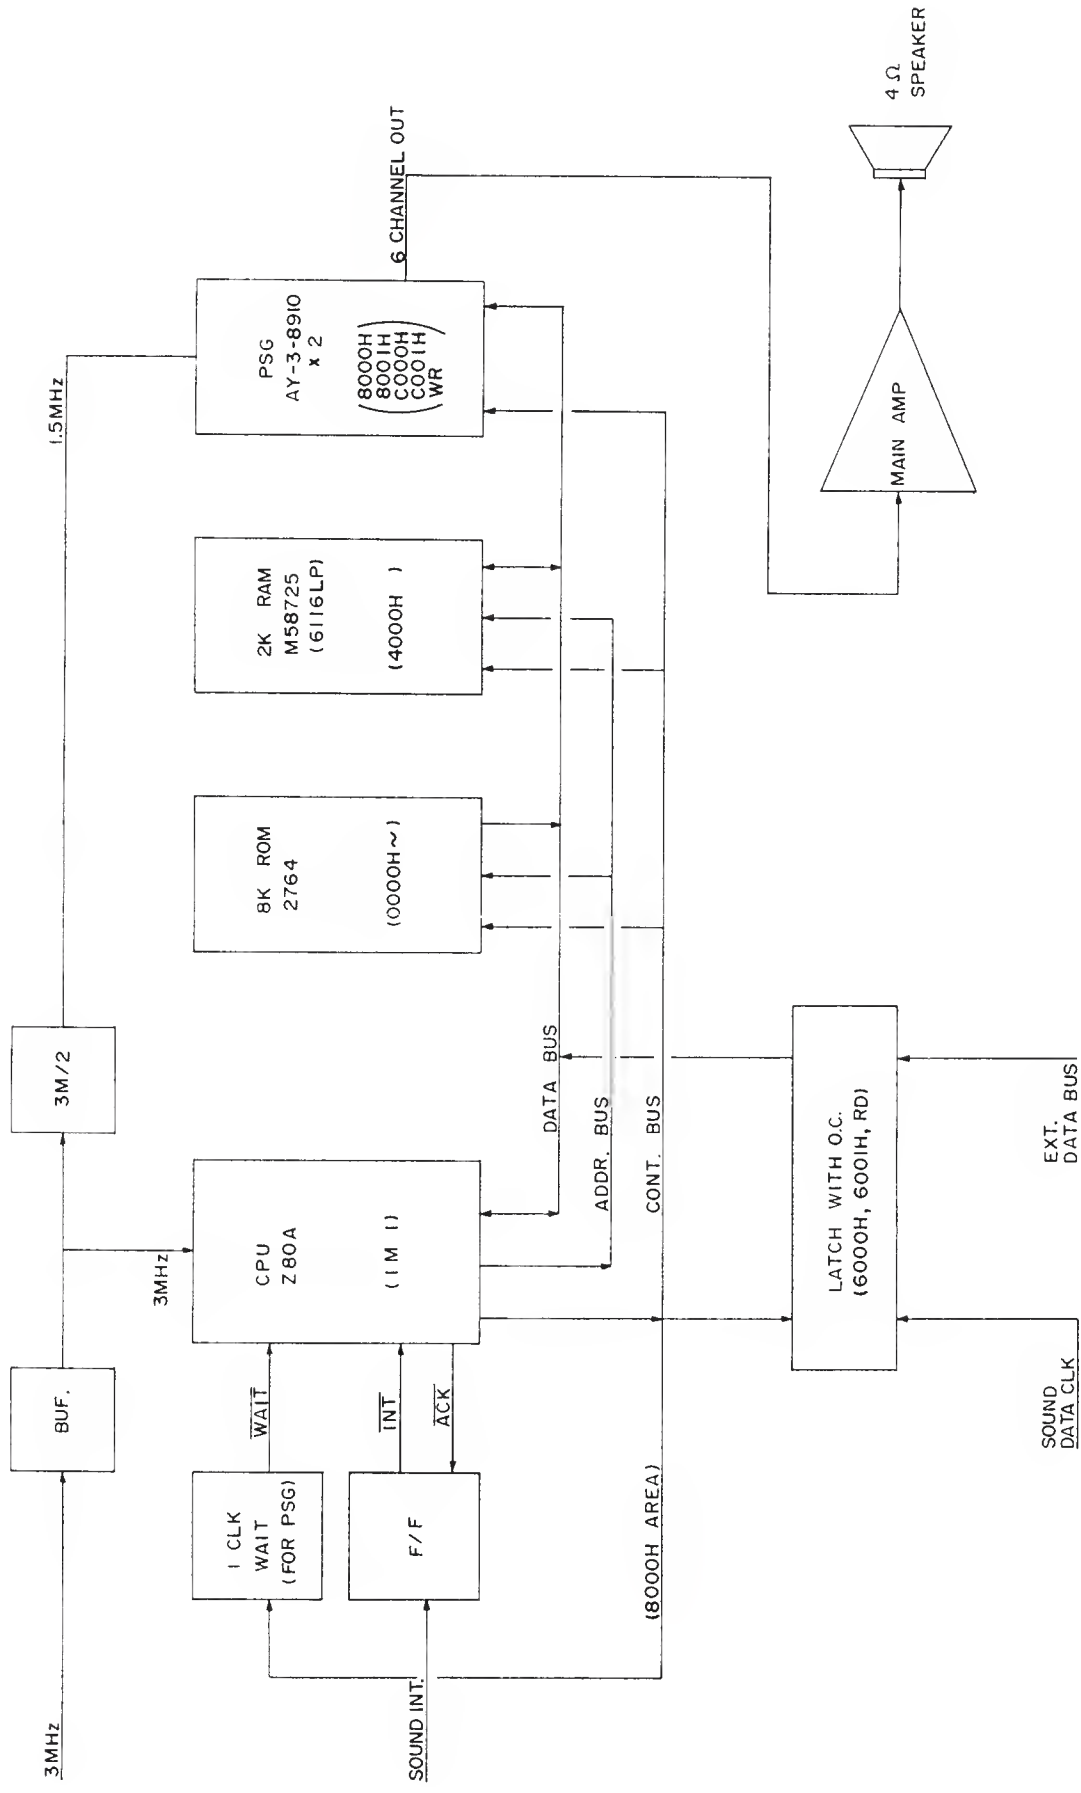 3MHz
BUF.
3M/2
1.5MHz
3MHz
1 CLK
WAIT
(FOR PSG)
WAIT
F/F
INT
ACK
SOUND INT.
CPU
Z80A
(IM 1)
8K ROM
2764
(0000H~)
2K RAM
M58725
(6116LP)
(4000H )
PSG
AY-3-8910
x 2
(8000H
8001H
C000H
C001H
WR)
6 CHANNEL OUT
DATA BUS
ADDR. BUS
CONT. BUS
(8000H AREA)
LATCH WITH O.C.
(6000H, 6001H, RD)
SOUND
DATA CLK
EXT.
DATA BUS
MAIN AMP
4Ω
SPEAKER